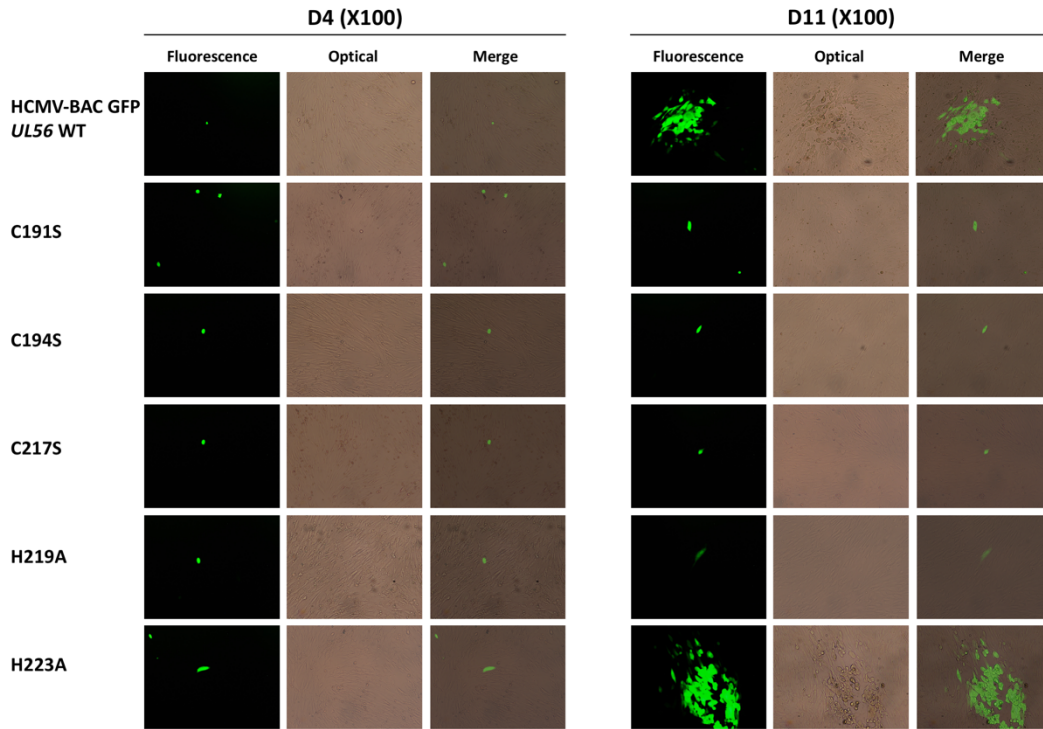 D4 (X100) D11 (X100)
Fluorescence Optical Merge Fluorescence Optical Merge
HCMV-BAC GFP
UL56 WT
C191S
C194S
C217S
H219A
H223A